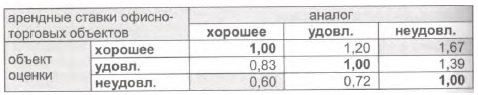 арендные ставки офисно-торговых объектов аналог
хорошее удовл. неудовл.
объект оценки хорошее 1,00 1,20 1,67
удовл. 0,83 1,00 1,39
неудовл. 0,60 0,72 1,00